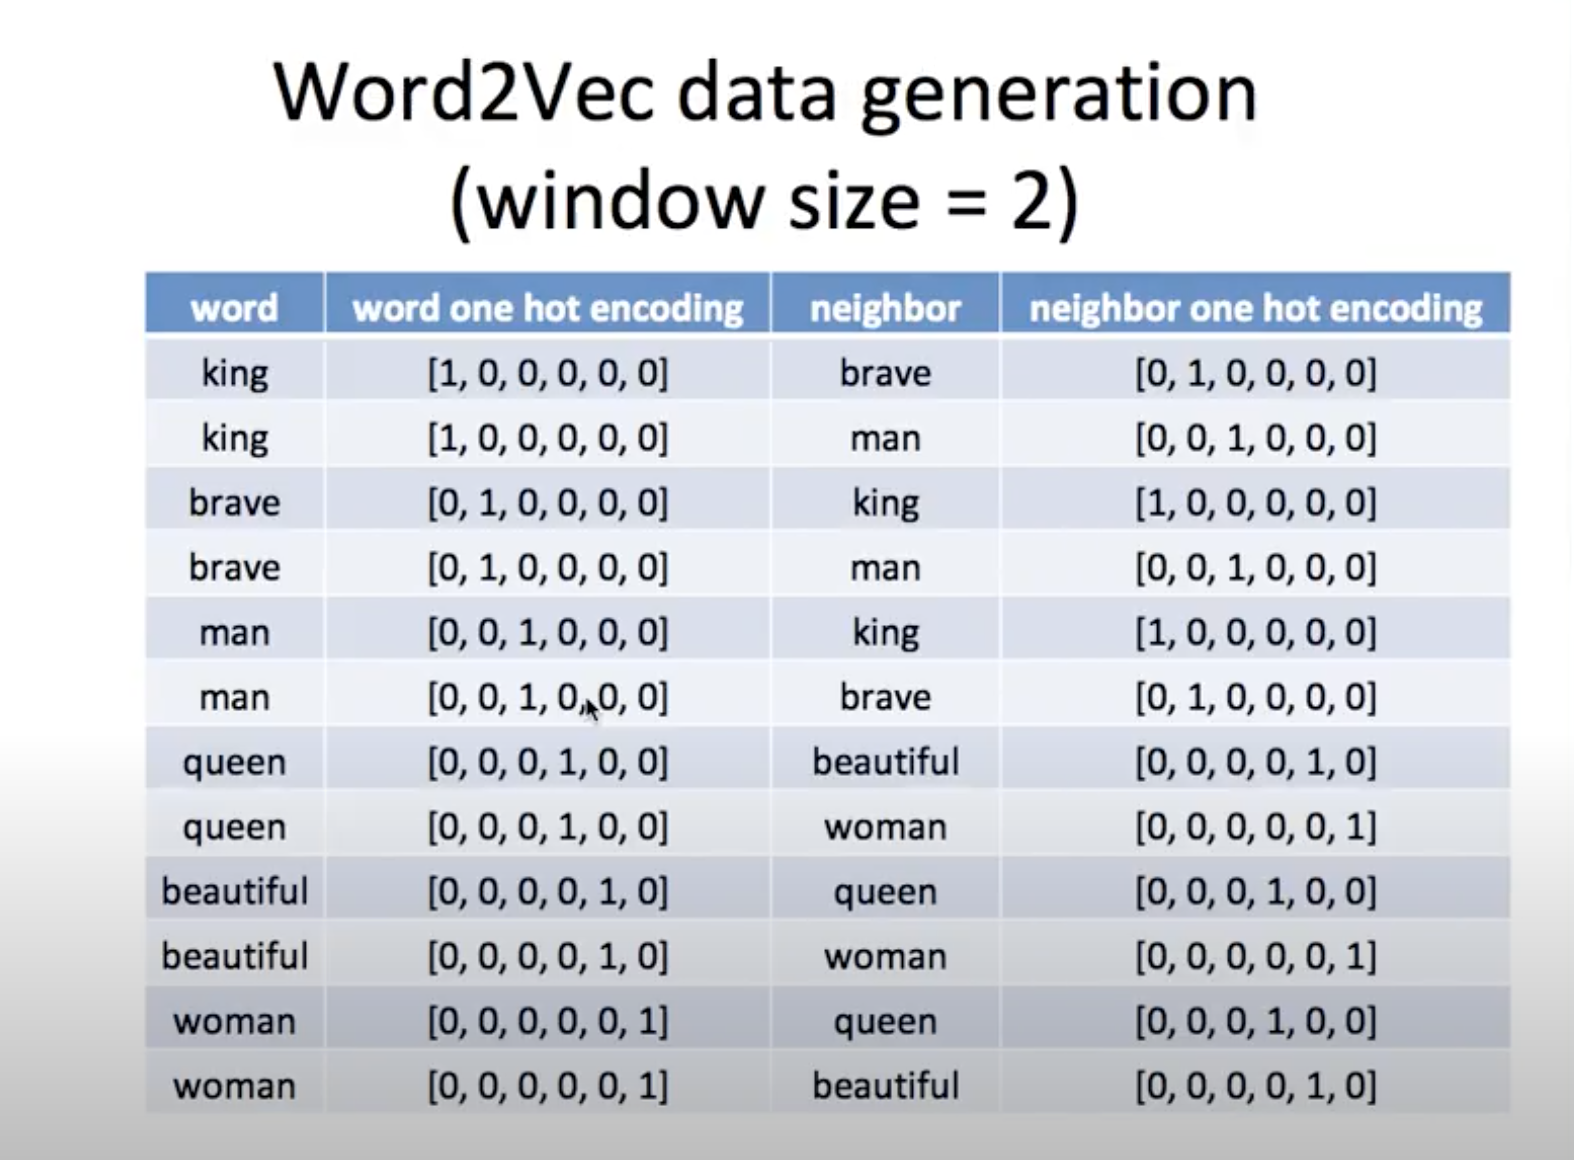 Word2Vec data generation
(window size = 2)
word word one hot encoding neighbor neighbor one hot encoding
king [1, 0, 0, 0, 0, 0] brave [0, 1, 0, 0, 0, 0]
king [1, 0, 0, 0, 0, 0] man [0, 0, 1, 0, 0, 0]
brave [0, 1, 0, 0, 0, 0] king [1, 0, 0, 0, 0, 0]
brave [0, 1, 0, 0, 0, 0] man [0, 0, 1, 0, 0, 0]
man [0, 0, 1, 0, 0, 0] king [1, 0, 0, 0, 0, 0]
man [0, 0, 1, 0, 0, 0] brave [0, 1, 0, 0, 0, 0]
queen [0, 0, 0, 1, 0, 0] beautiful [0, 0, 0, 0, 1, 0]
queen [0, 0, 0, 1, 0, 0] woman [0, 0, 0, 0, 0, 1]
beautiful [0, 0, 0, 0, 1, 0] queen [0, 0, 0, 1, 0, 0]
beautiful [0, 0, 0, 0, 1, 0] woman [0, 0, 0, 0, 0, 1]
woman [0, 0, 0, 0, 0, 1] queen [0, 0, 0, 1, 0, 0]
woman [0, 0, 0, 0, 0, 1] beautiful [0, 0, 0, 0, 1, 0]